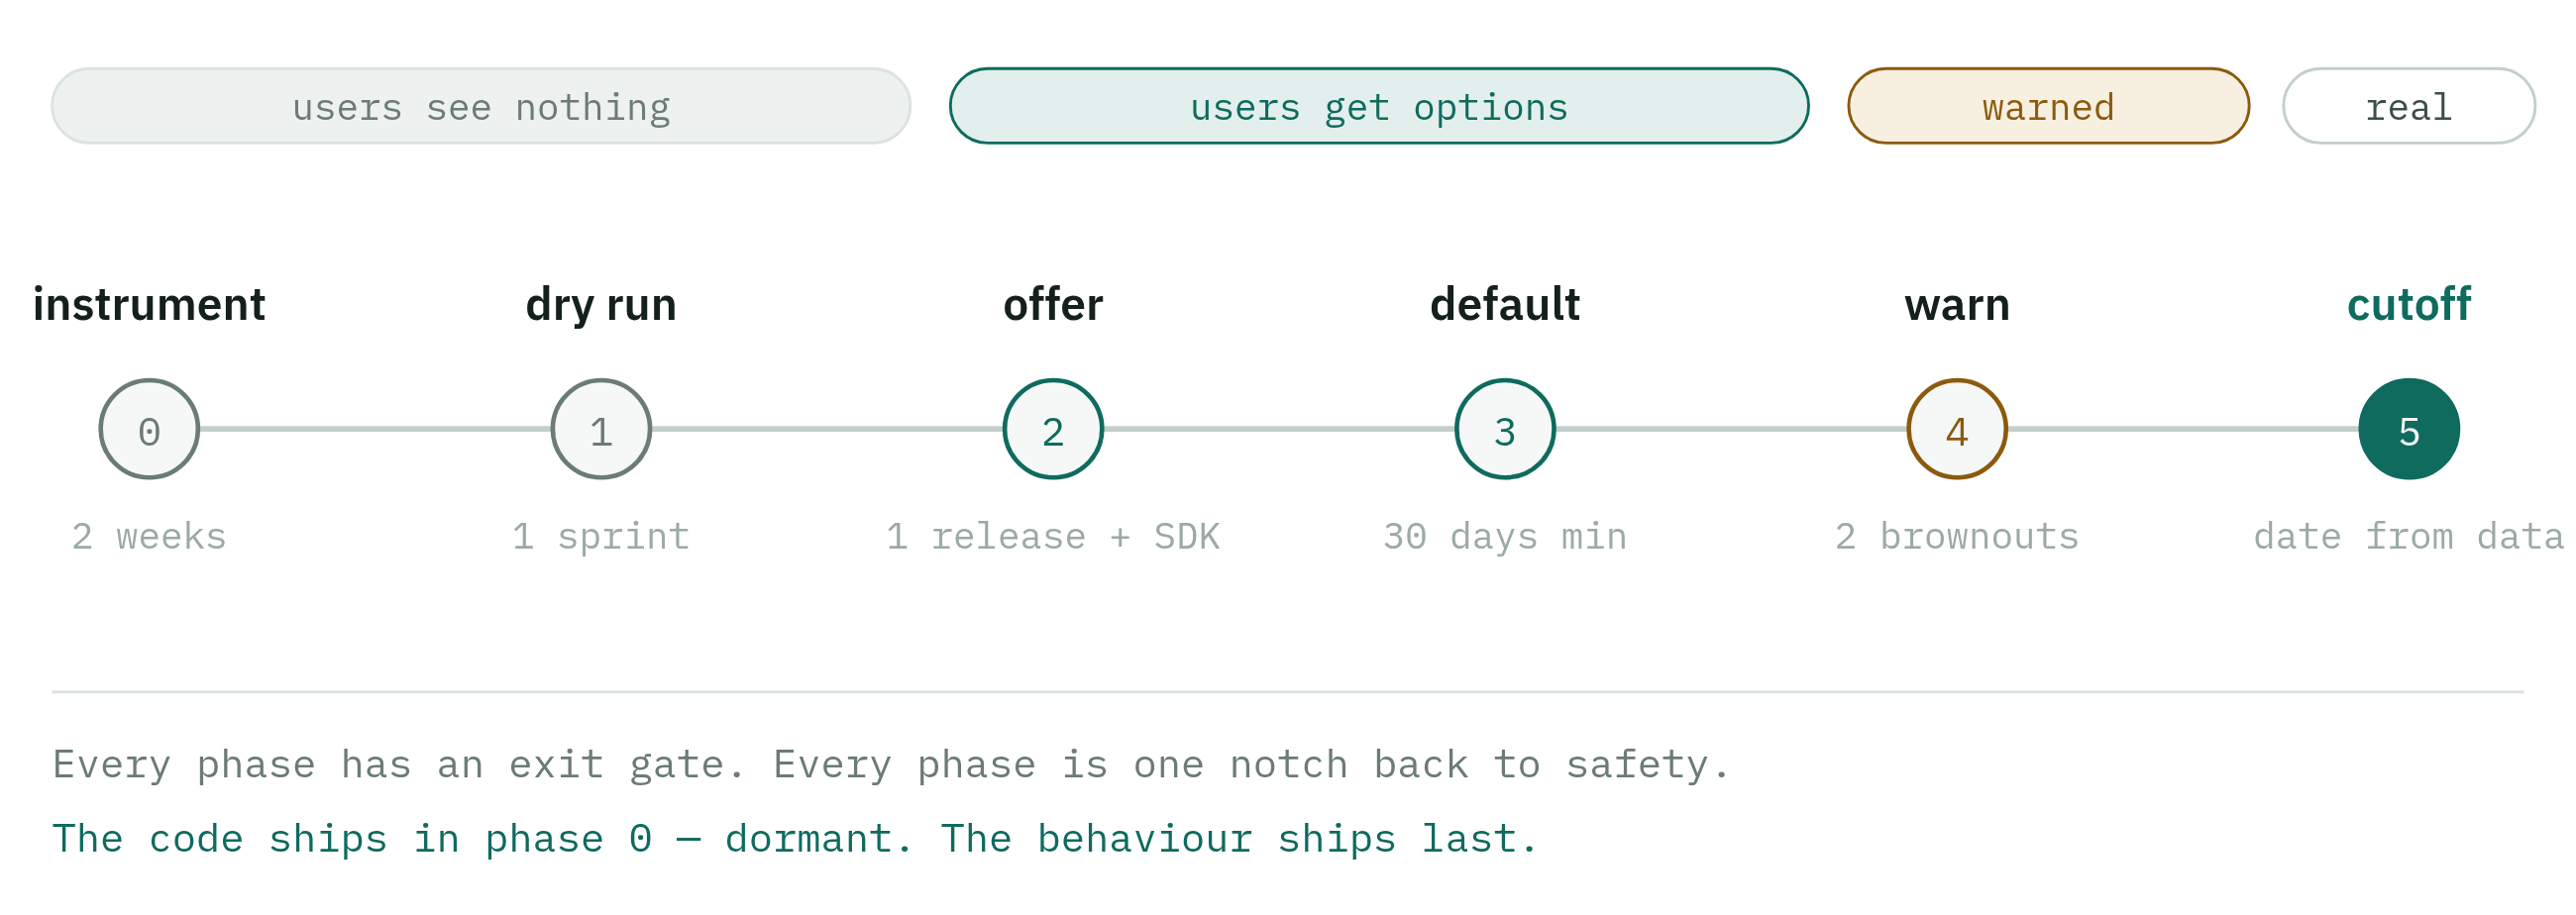 users see nothing
users get options
warned
real
instrument
dry run
offer
default
warn
cutoff
0
1
2
3
4
5
2 weeks
1 sprint
1 release + SDK
30 days min
2 brownouts
date from data
Every phase has an exit gate. Every phase is one notch back to safety.
The code ships in phase 0 — dormant. The behaviour ships last.